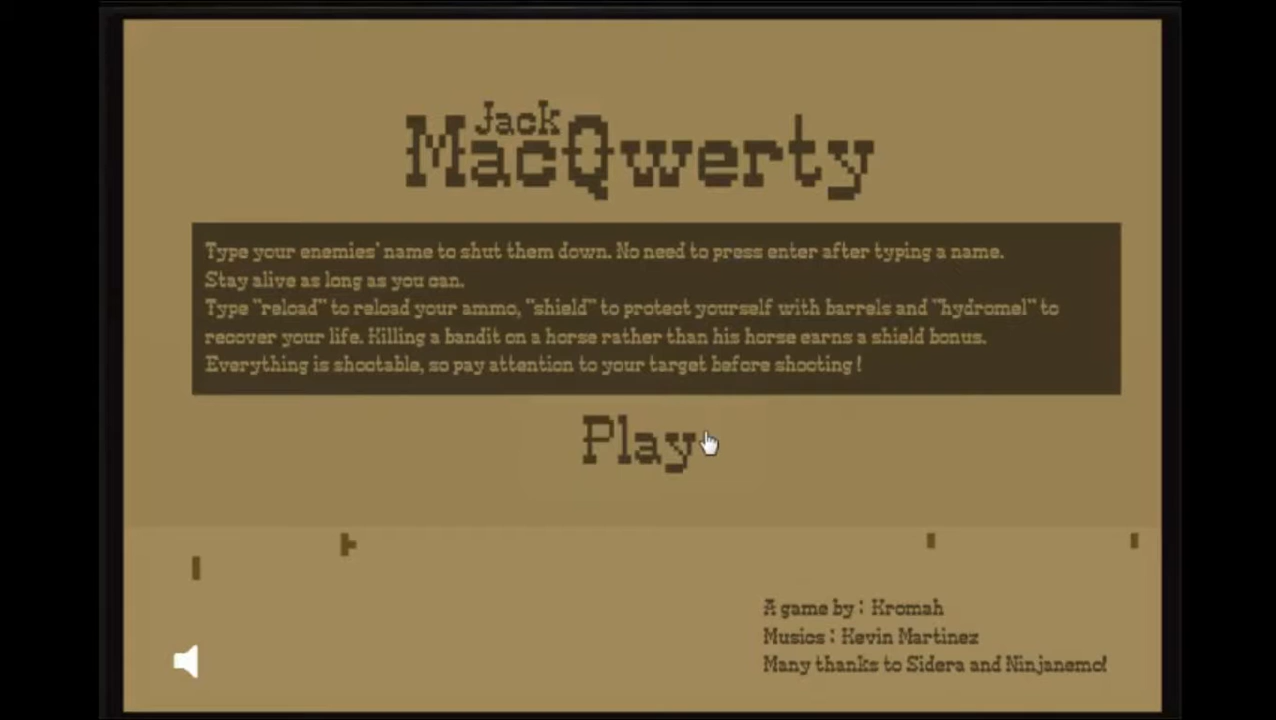 Jack
MacQwerty
Type your enemies' name to shut them down. No need to press enter after typing a name.
Stay alive as long as you can.
Type "reload" to reload your ammo, "shield" to protect yourself with barrels and "hydromel" to
recover your life. Killing a bandit on a horse rather than his horse earns a shield bonus.
Everything is shootable, so pay attention to your target before shooting !
Play
A game by : Kromah
Musics : Kevin Martinez
Many thanks to Sidera and Ninjanemo!